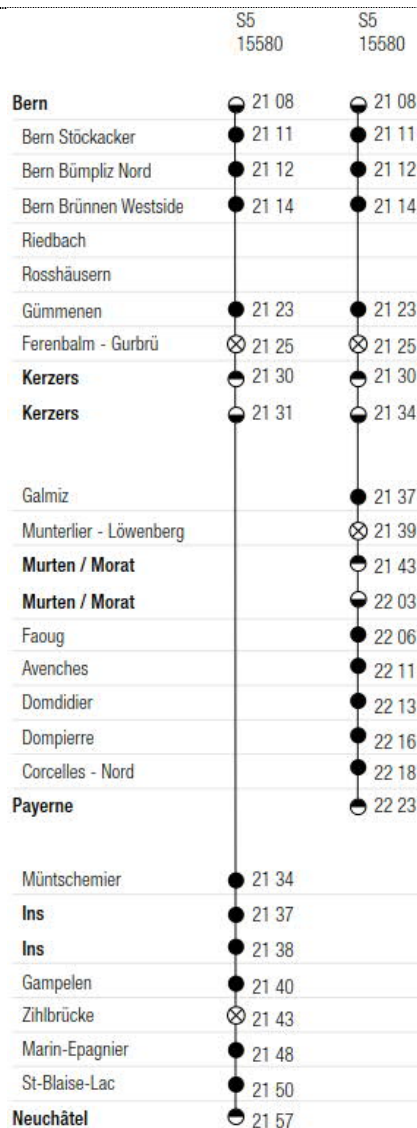 S5 S5
15580 15580
Bern 21 08 21 08
Bern Stöckacker 21 11 21 11
Bern Bümpliz Nord 21 12 21 12
Bern Brünnen Westside 21 14 21 14
Riedbach
Rosshäusern
Gümmenen 21 23 21 23
Ferenbalm - Gurbrü 21 25 21 25
Kerzers 21 30 21 30
Kerzers 21 31 21 34
Galmiz 21 37
Munterlier - Löwenberg 21 39
Murten / Morat 21 43
Murten / Morat 22 03
Faoug 22 06
Avenches 22 11
Domdidier 22 13
Dompierre 22 16
Corcelles - Nord 22 18
Payerne 22 23
Müntschemier 21 34
Ins 21 37
Ins 21 38
Gampelen 21 40
Zihlbrücke 21 43
Marin-Epagnier 21 48
St-Blaise-Lac 21 50
Neuchâtel 21 57